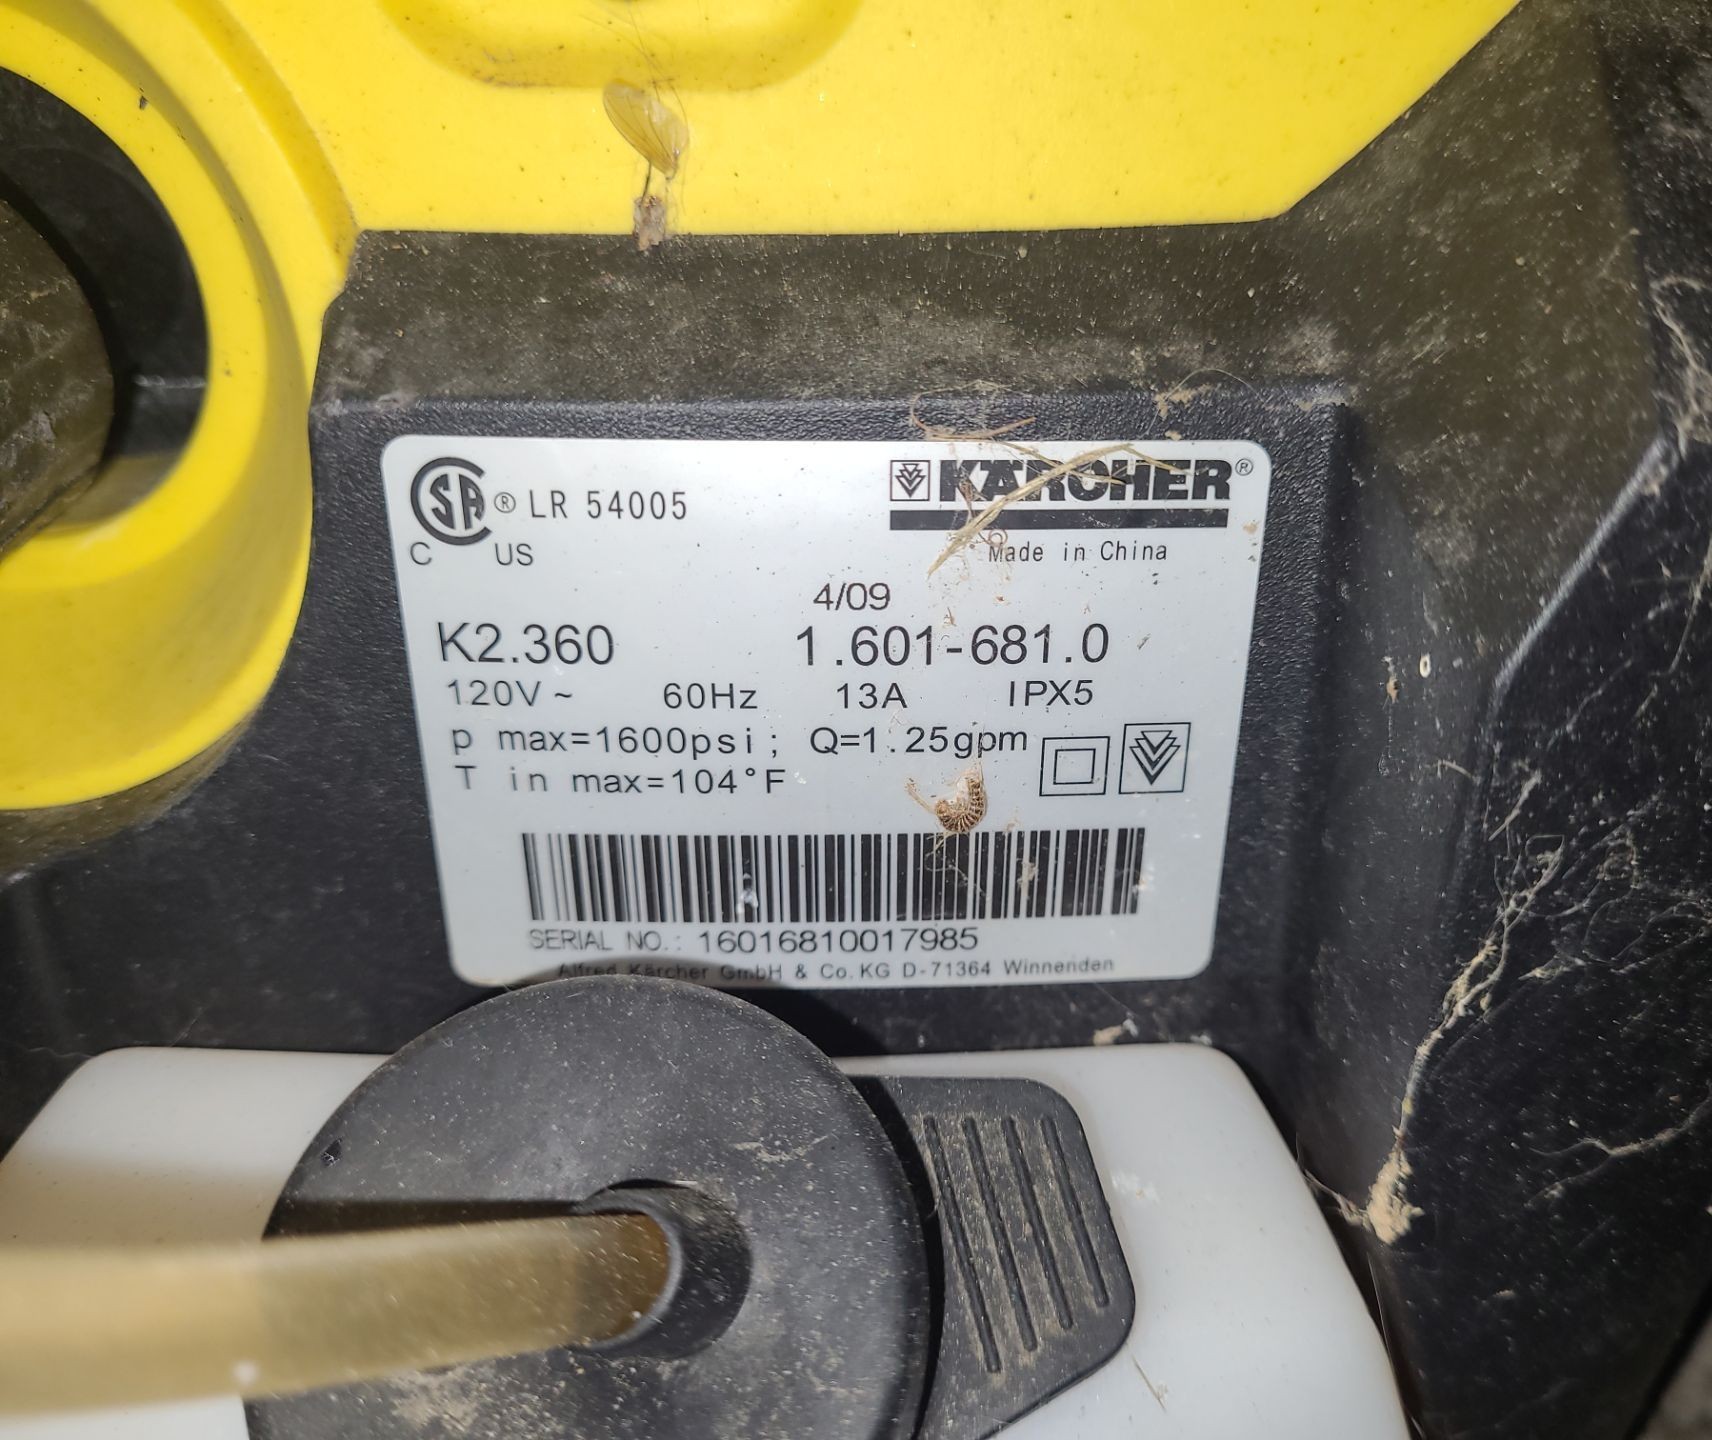 CSA ® LR 54005
C US
KÄRCHER®
Made in China
4/09
K2.360 1.601-681.0
120V ~ 60Hz 13A IPX5
p max=1600psi; Q=1.25gpm
T in max=104°F
SERIAL NO.: 16016810017985
Alfred Kärcher GmbH & Co. KG D-71364 Winnenden